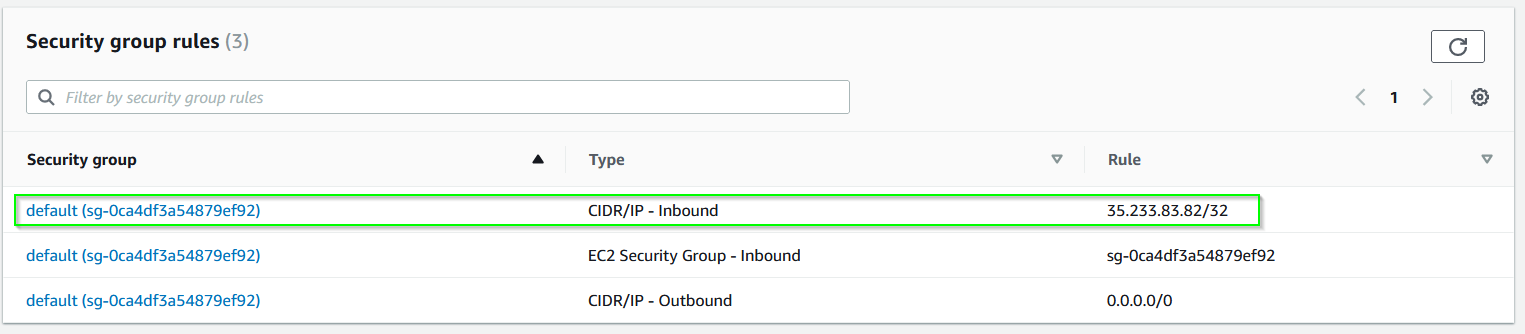 Security group rules (3)
Filter by security group rules
1
Security group Type Rule
default (sg-0ca4df3a54879ef92) CIDR/IP - Inbound 35.233.83.82/32
default (sg-0ca4df3a54879ef92) EC2 Security Group - Inbound sg-0ca4df3a54879ef92
default (sg-0ca4df3a54879ef92) CIDR/IP - Outbound 0.0.0.0/0